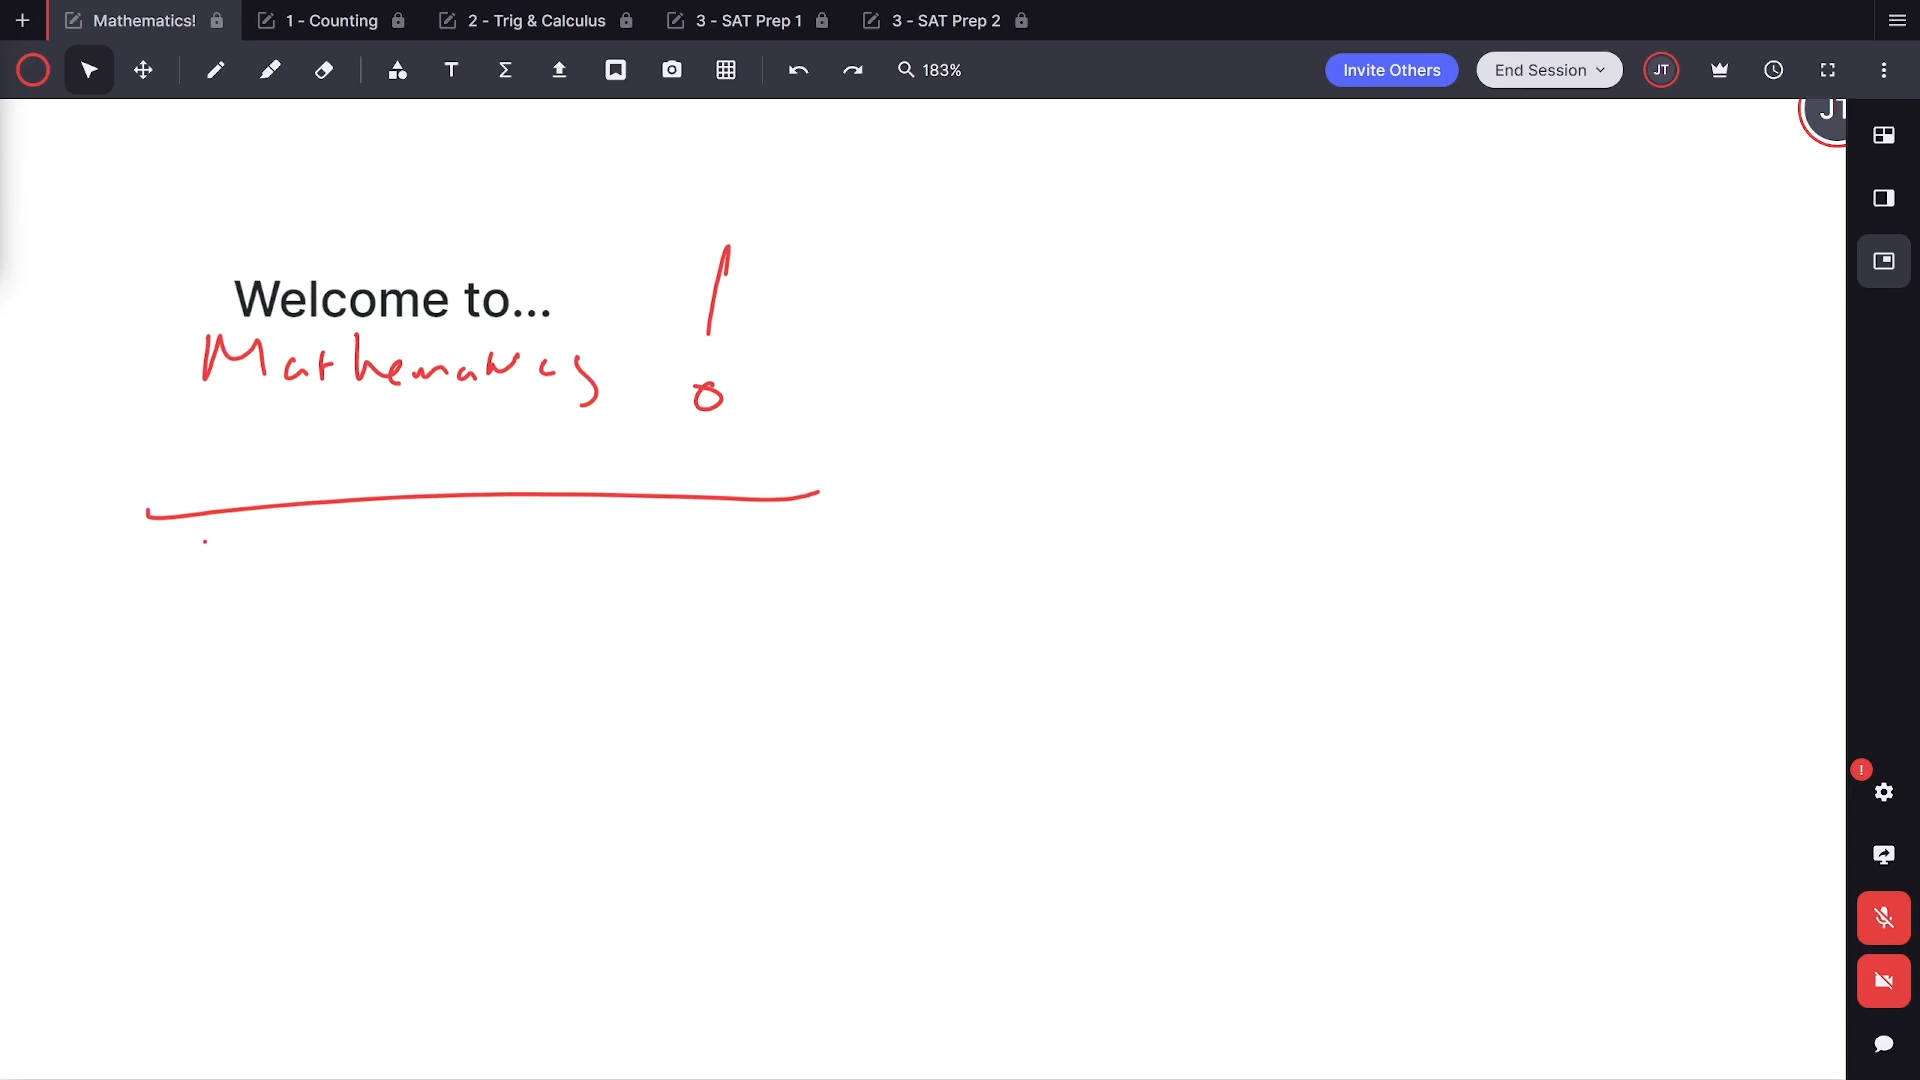 Mathematics! 1 - Counting 2 - Trig & Calculus 3 - SAT Prep 1 3 - SAT Prep 2
T Σ 183% Invite Others End Session JT
JT
Welcome to...
Mathematics !
!